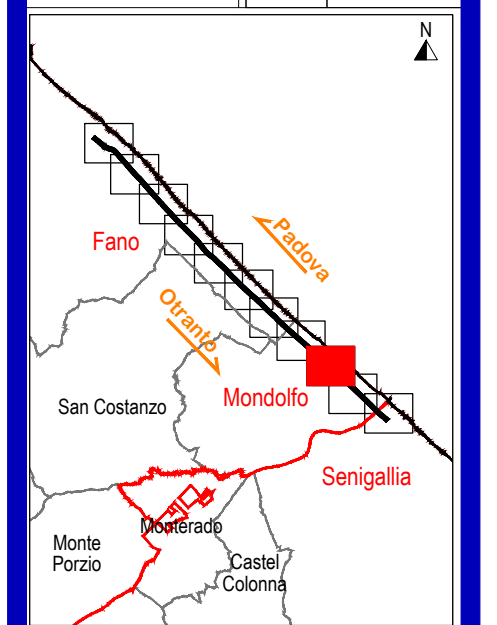 N
Padova
Fano
Otranto
Mondolfo
San Costanzo
Senigallia
Monterado
Monte
Porzio
Castel
Colonna